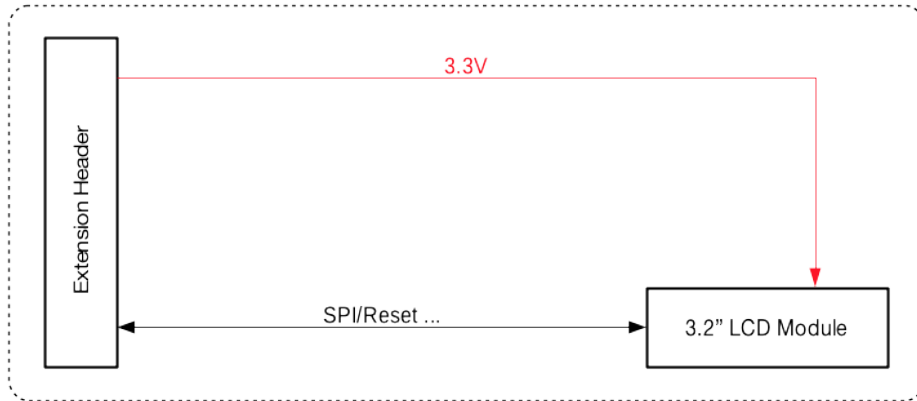 3.3V
Extension Header
SPI/Reset ...
3.2” LCD Module